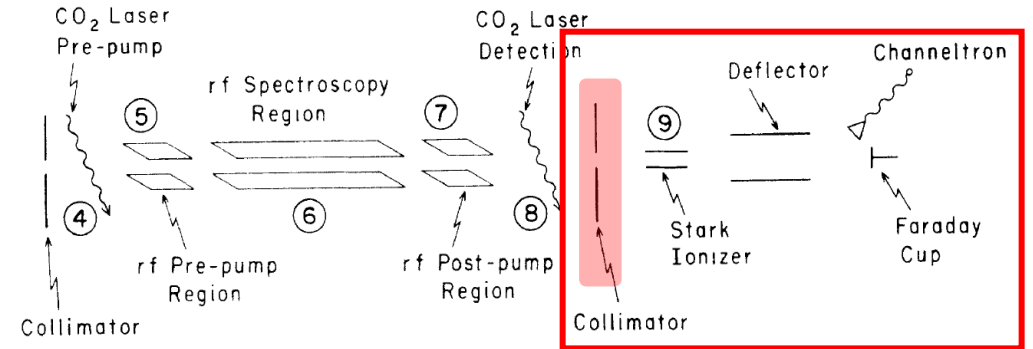 CO2 Laser
Pre-pump
rf Spectroscopy
Region
CO2 Laser
Detection
Channeltron
Deflector
5
7
9
4
6
8
rf Pre-pump
Region
rf Post-pump
Region
Stark
Ionizer
Faraday
Cup
Collimator
Collimator